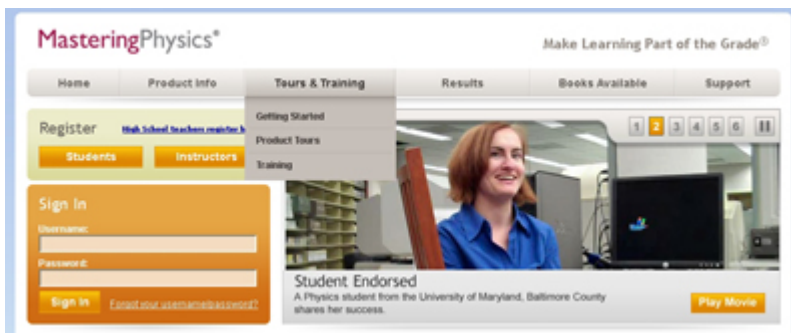 MasteringPhysics®
Make Learning Part of the Grade®
Home Product Info Tours & Training Results Books Available Support
Getting Started
Product Tours
Training
Register High School teachers register
Students Instructors
1 2 3 4 5 6
Sign In
Username:
Password:
Sign In Forgot your username/password?
Student Endorsed
A Physics student from the University of Maryland, Baltimore County
shares her success.
Play Movie